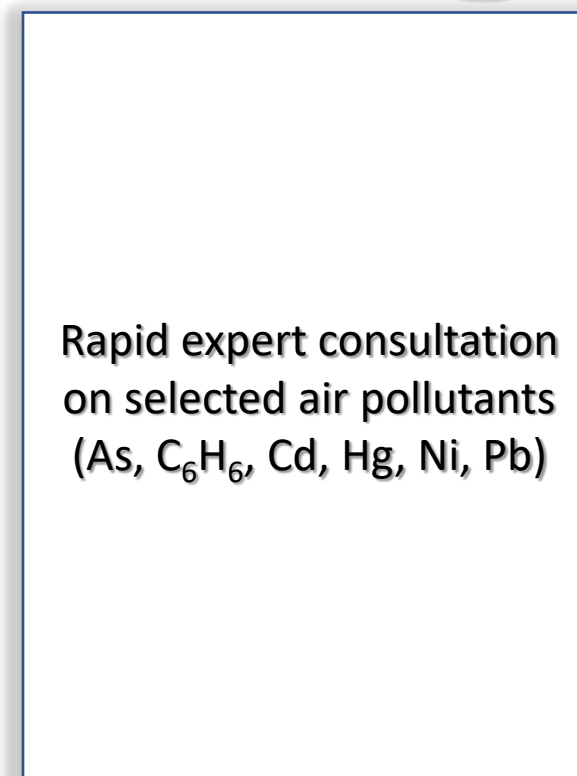 Rapid expert consultation
on selected air pollutants
(As, C₆H₆, Cd, Hg, Ni, Pb)